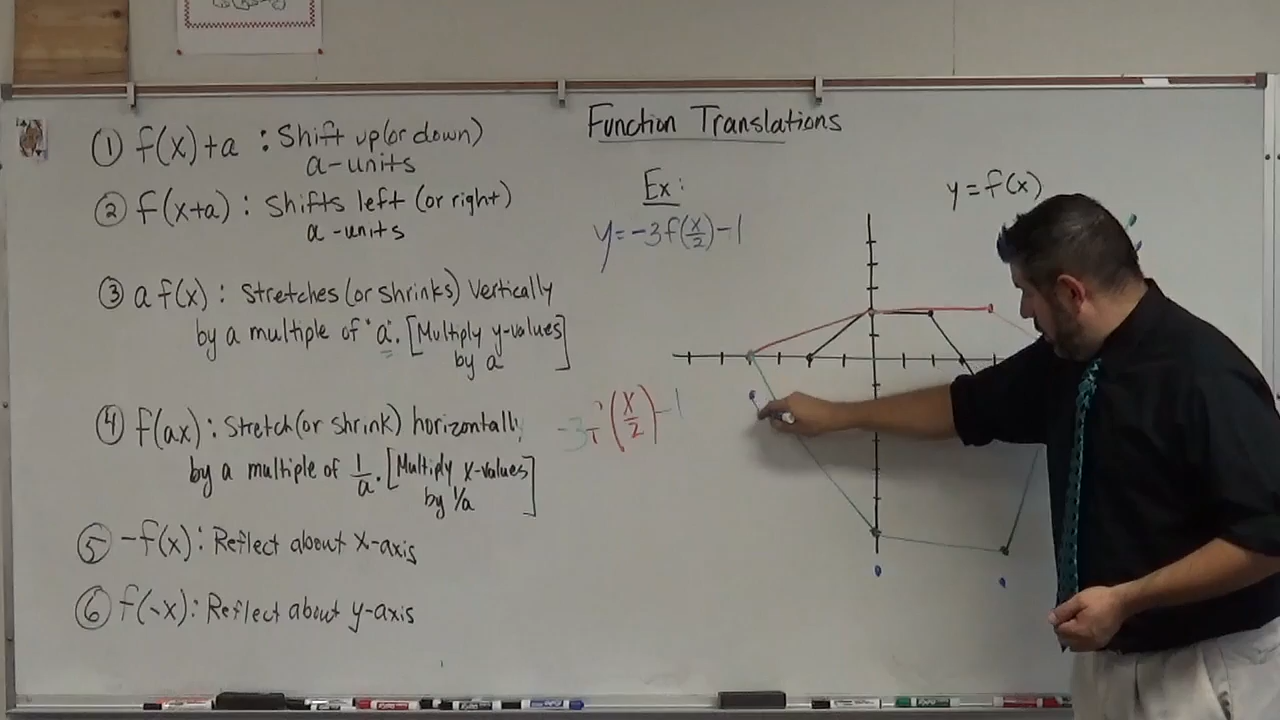 Function Translations
① f(x)+a : Shift up(or down)
a-units
② f(x+a) : Shifts left (or right)
a-units
③ a f(x) : Stretches (or shrinks) Vertically
by a multiple of "a". [Multiply y-values
by a]
④ f(ax) : Stretch (or shrink) horizontally
by a multiple of 1/a. [Multiply x-values
by 1/a]
⑤ -f(x) : Reflect about x-axis
⑥ f(-x) : Reflect about y-axis
Ex:
y=-3f(x/2)-1
-3f(x/2)-1
y=f(x)